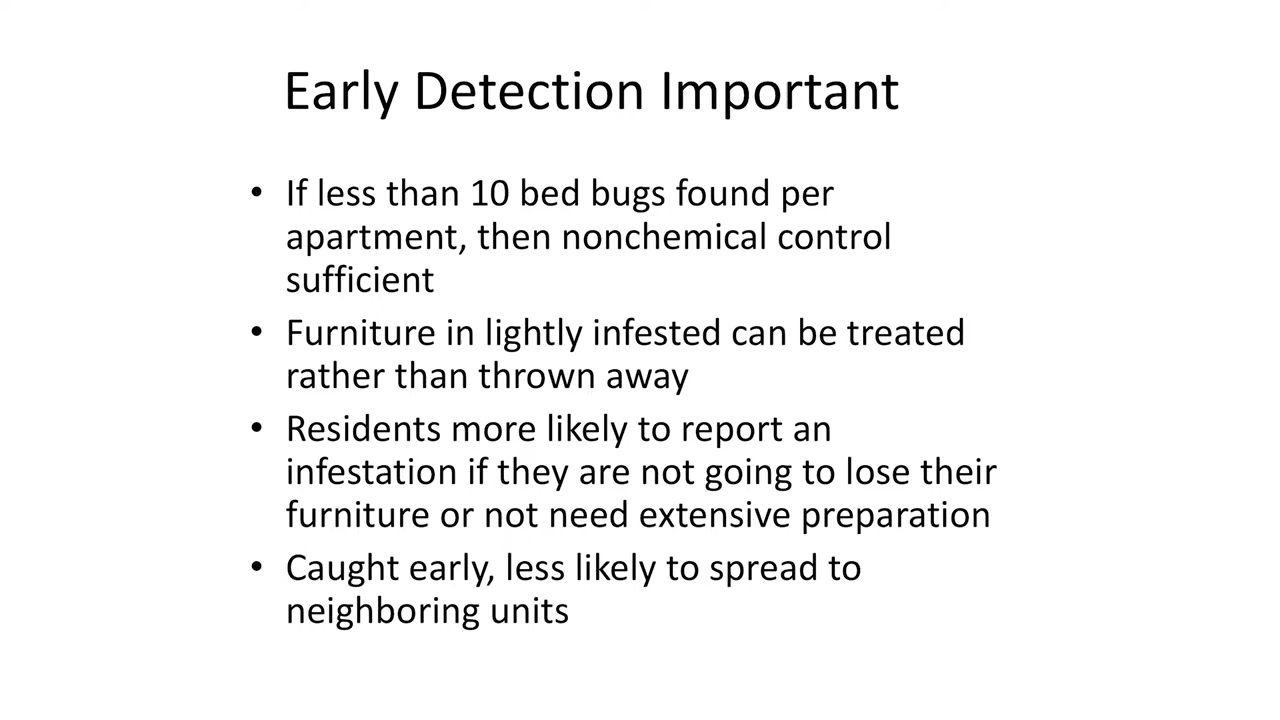 Early Detection Important
• If less than 10 bed bugs found per
apartment, then nonchemical control
sufficient
• Furniture in lightly infested can be treated
rather than thrown away
• Residents more likely to report an
infestation if they are not going to lose their
furniture or not need extensive preparation
• Caught early, less likely to spread to
neighboring units